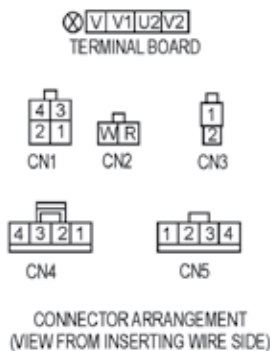 V V1 U2 V2
TERMINAL BOARD
4 3
2 1
CN1
W R
CN2
1
2
CN3
4 3 2 1
CN4
1 2 3 4
CN5
CONNECTOR ARRANGEMENT
(VIEW FROM INSERTING WIRE SIDE)